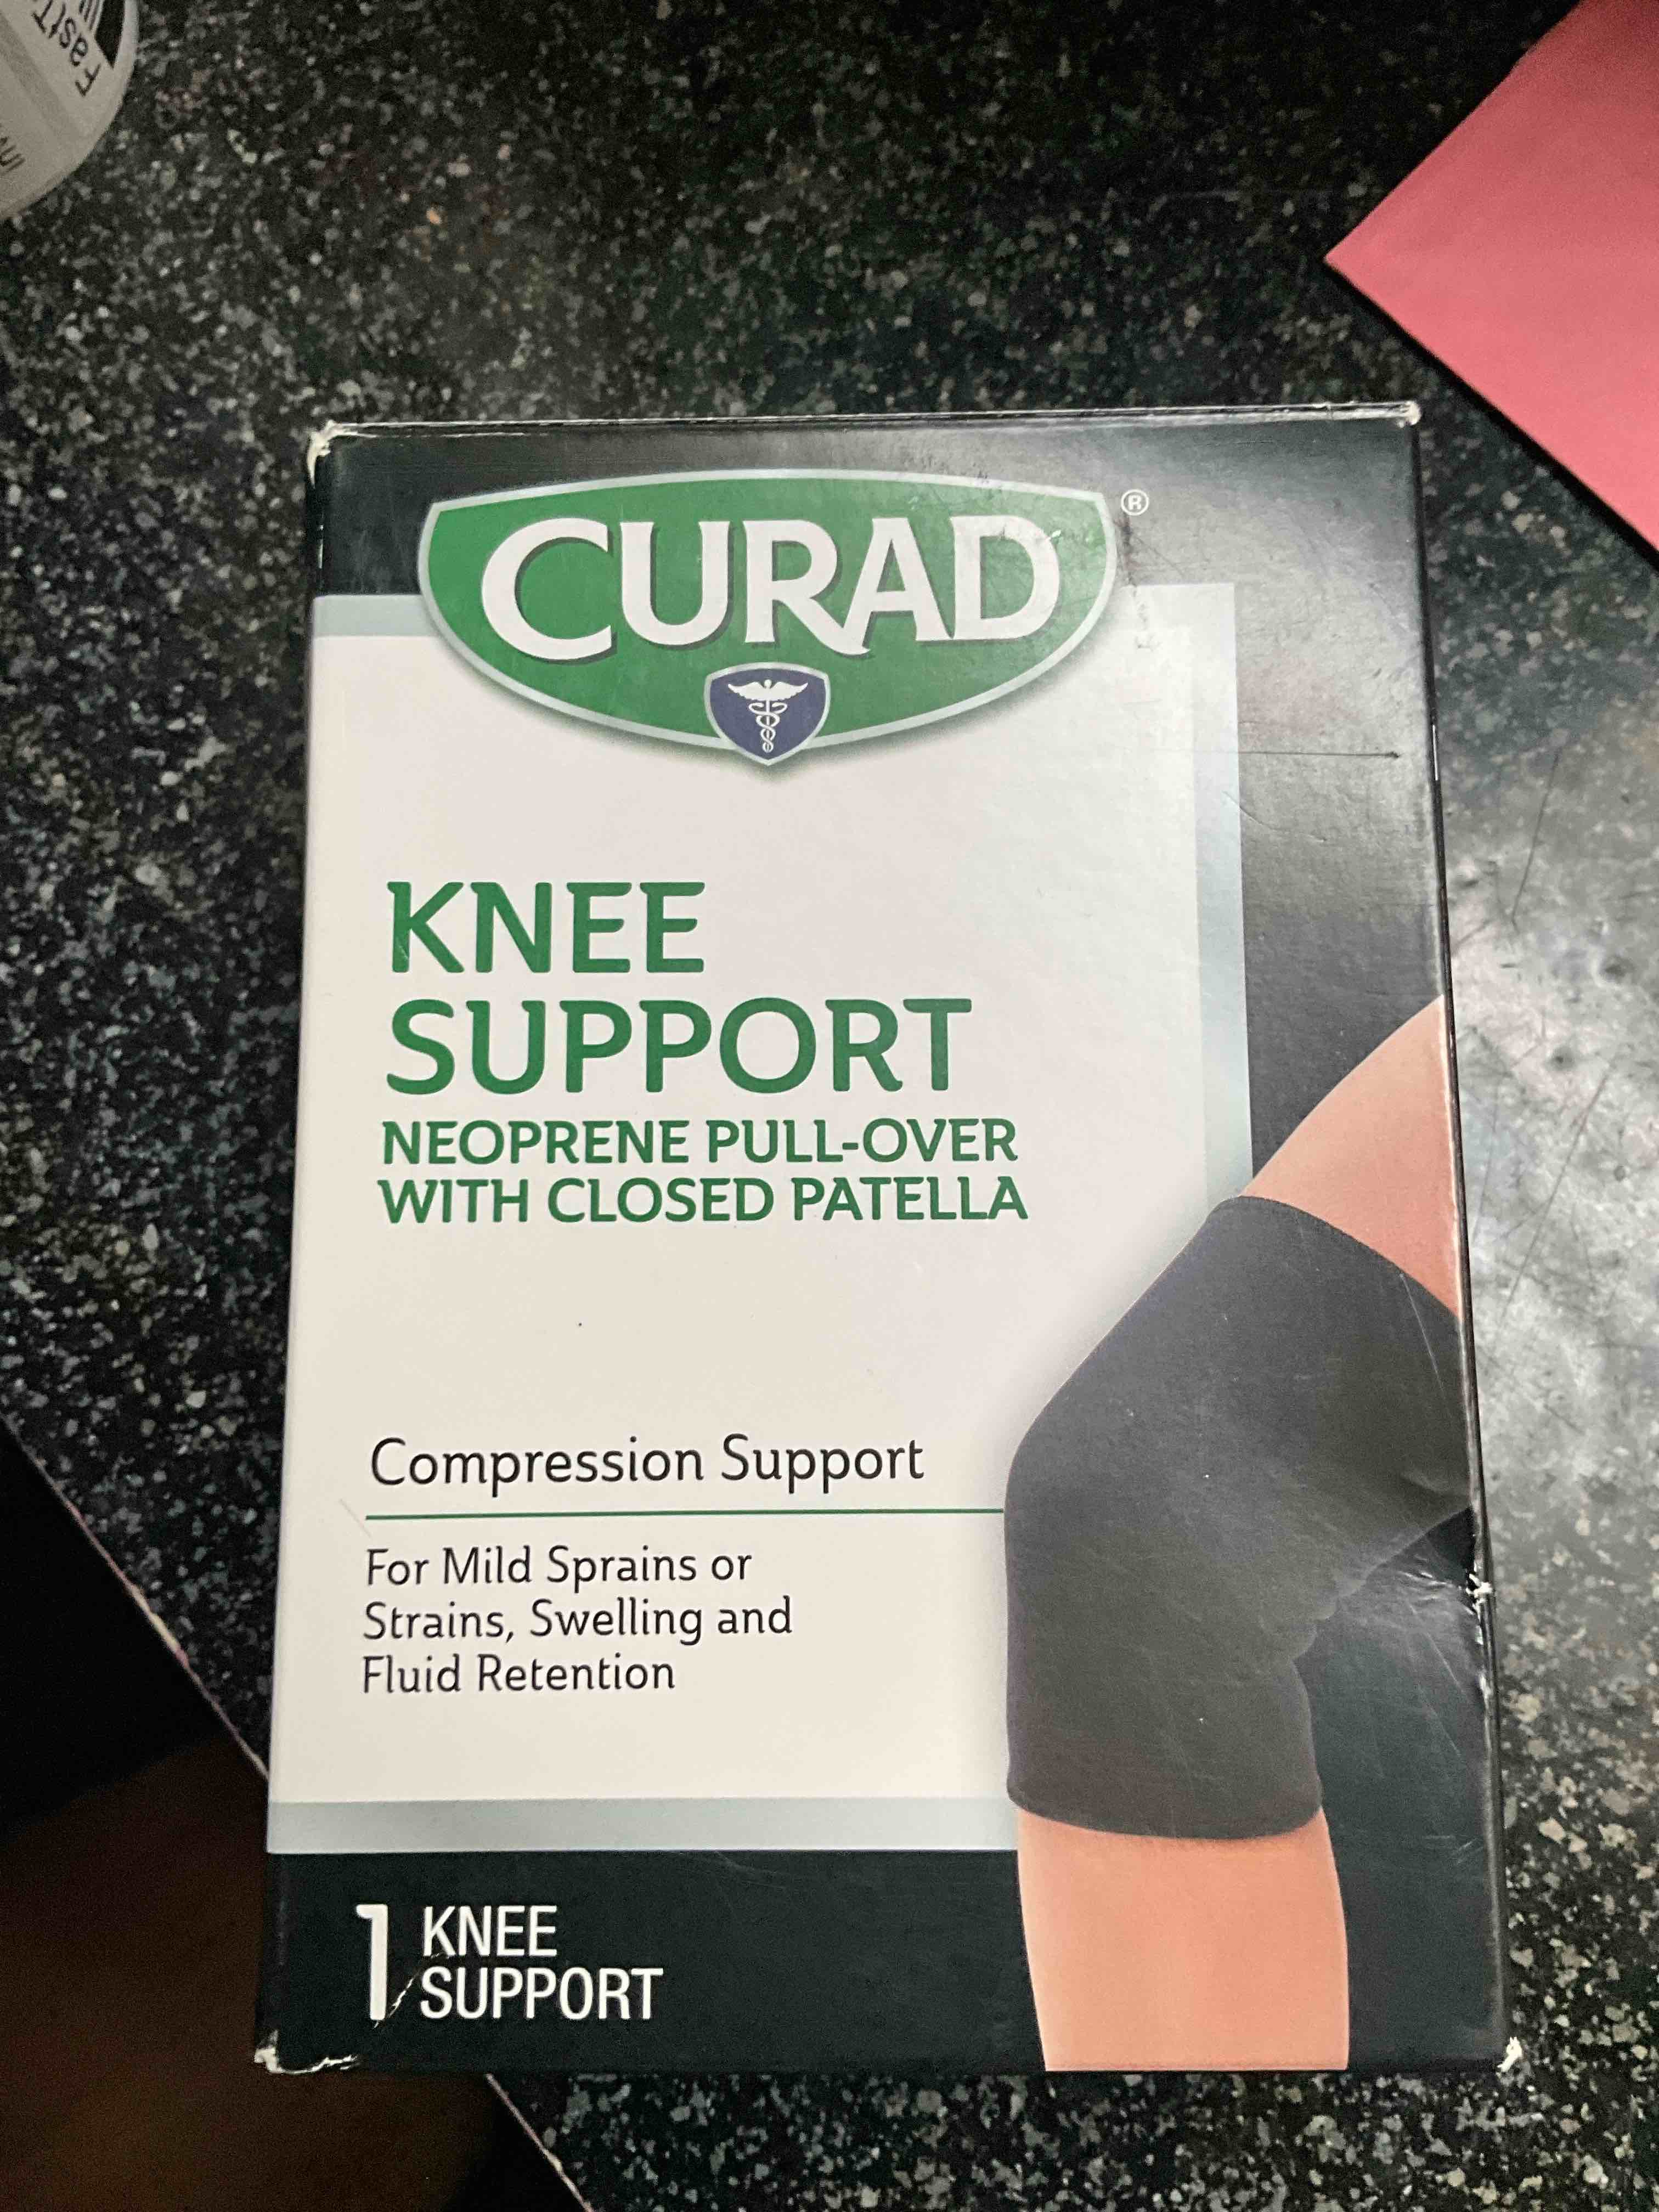 CURAD®
KNEE
SUPPORT
NEOPRENE PULL-OVER
WITH CLOSED PATELLA
Compression Support
For Mild Sprains or
Strains, Swelling and
Fluid Retention
1 KNEE
SUPPORT